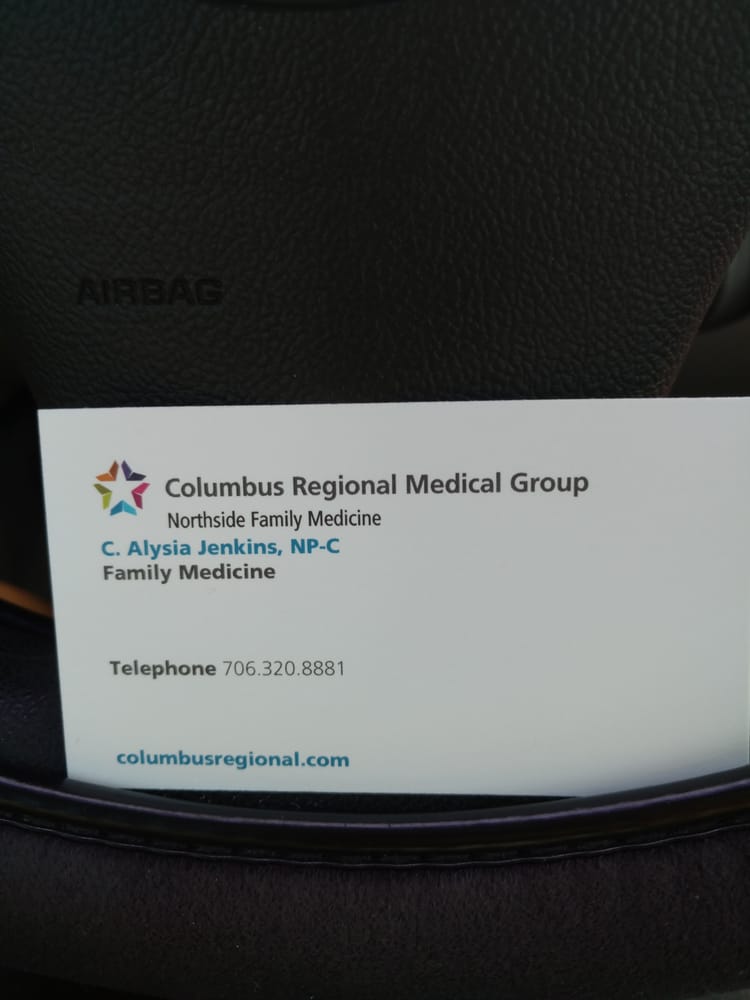 AIRBAG
Columbus Regional Medical Group
Northside Family Medicine
C. Alysia Jenkins, NP-C
Family Medicine
Telephone 706.320.8881
columbusregional.com